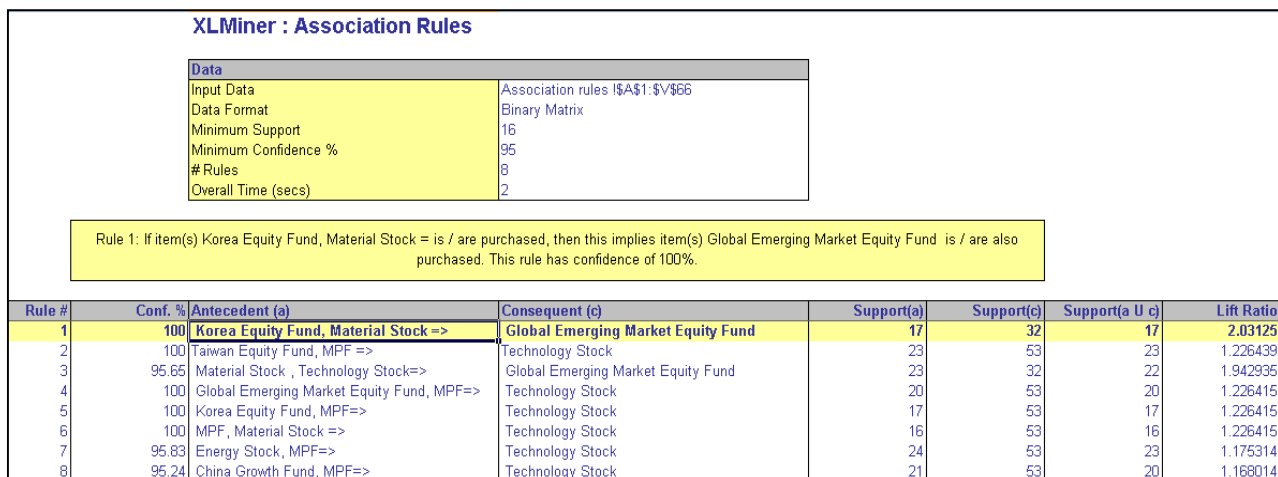 XLMiner : Association Rules
Data
Input Data Association rules !$A$1:$V$66
Data Format Binary Matrix
Minimum Support 16
Minimum Confidence % 95
# Rules 8
Overall Time (secs) 2
Rule 1: If item(s) Korea Equity Fund, Material Stock = is / are purchased, then this implies item(s) Global Emerging Market Equity Fund is / are also
purchased. This rule has confidence of 100%.
Rule # Conf. % Antecedent (a) Consequent (c) Support(a) Support(c) Support(a U c) Lift Ratio
1 100 Korea Equity Fund, Material Stock => Global Emerging Market Equity Fund 17 32 17 2.03125
2 100 Taiwan Equity Fund, MPF => Technology Stock 23 53 23 1.226439
3 95.65 Material Stock , Technology Stock=> Global Emerging Market Equity Fund 23 32 22 1.942935
4 100 Global Emerging Market Equity Fund, MPF=> Technology Stock 20 53 20 1.226415
5 100 Korea Equity Fund, MPF=> Technology Stock 17 53 17 1.226415
6 100 MPF, Material Stock => Technology Stock 16 53 16 1.226415
7 95.83 Energy Stock, MPF=> Technology Stock 24 53 23 1.175314
8 95.24 China Growth Fund, MPF=> Technology Stock 21 53 20 1.168014